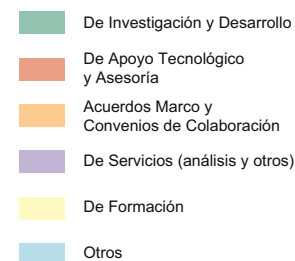 De Investigación y Desarrollo
De Apoyo Tecnológico
y Asesoría
Acuerdos Marco y
Convenios de Colaboración
De Servicios (análisis y otros)
De Formación
Otros